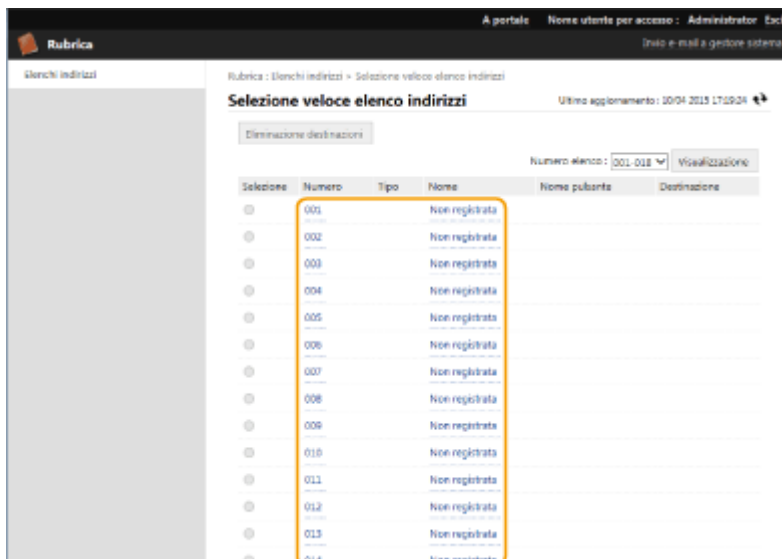 A portale Nome utente per accesso : Administrator
Rubrica
Invio e-mail a gestore sistema
Elenchi indirizzi
Rubrica : Elenchi indirizzi > Selezione veloce elenco indirizzi
Selezione veloce elenco indirizzi
Ultimo aggiornamento : 10/04 2015 17:19:24
Eliminazione destinazioni
Numero elenco : 001-018 Visualizzazione
Selezione Numero Tipo Nome Nome pulsante Destinazione
001 Non registrata
002 Non registrata
003 Non registrata
004 Non registrata
005 Non registrata
006 Non registrata
007 Non registrata
008 Non registrata
009 Non registrata
010 Non registrata
011 Non registrata
012 Non registrata
013 Non registrata
014 Non registrata